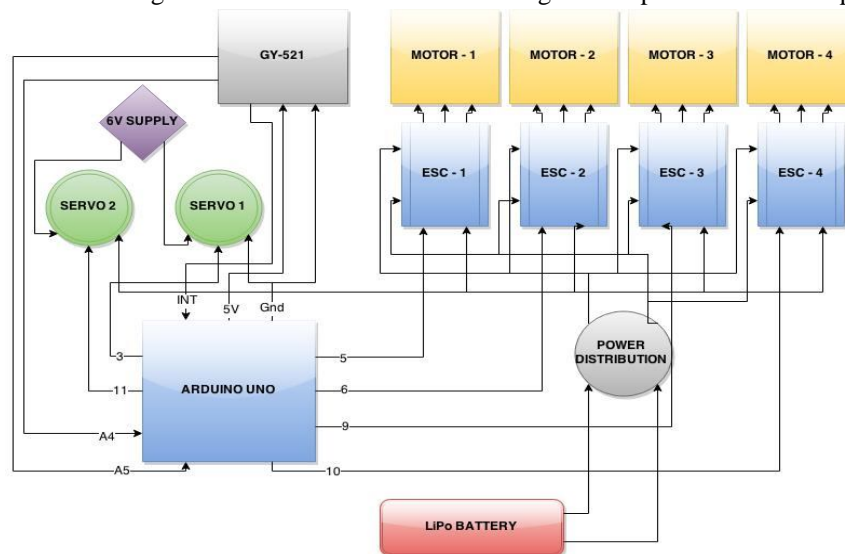 GY-521
MOTOR - 1
MOTOR - 2
MOTOR - 3
MOTOR - 4
6V SUPPLY
ESC - 1
ESC - 2
ESC - 3
ESC - 4
SERVO 2
SERVO 1
INT
5V
Gnd
3
11
A4
A5
ARDUINO UNO
5
6
9
10
POWER
DISTRIBUTION
LiPo BATTERY